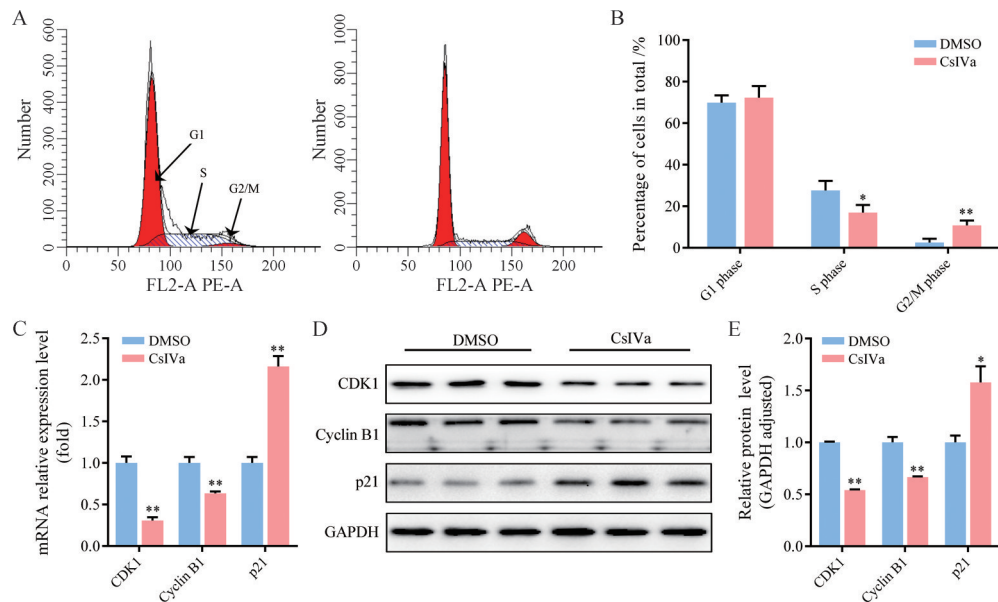 A
Number
600
500
400
300
200
100
0
G1
S
G2/M
0 50 100 150 200
FL2-A PE-A
Number
1000
800
600
400
200
0
0 50 100 150 200
FL2-A PE-A
B
Percentage of cells in total /%
100
80
60
40
20
0
DMSO
CsIVa
*
**
G1 phase
S phase
G2/M phase
C
mRNA relative expression level
(fold)
2.5
2.0
1.5
1.0
0.5
0.0
DMSO
CsIVa
**
**
**
CDK1
Cyclin B1
p21
D
DMSO CsIVa
CDK1
Cyclin B1
p21
GAPDH
E
Relative protein level
(GAPDH adjusted)
2.0
1.5
1.0
0.5
0.0
DMSO
CsIVa
**
**
*
CDK1
Cyclin B1
p21